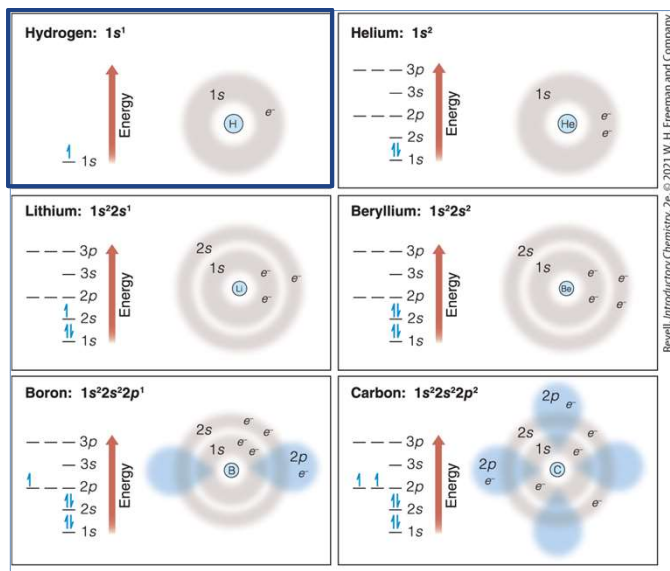 Hydrogen: 1s¹
1s
Energy
1s
H
e⁻
Helium: 1s²
3p
3s
2p
2s
1s
Energy
1s
He
e⁻
e⁻
Lithium: 1s²2s¹
3p
3s
2p
2s
1s
Energy
2s
1s
Li
e⁻
e⁻
e⁻
Beryllium: 1s²2s²
3p
3s
2p
2s
1s
Energy
2s
1s
Be
e⁻
e⁻
e⁻
e⁻
Boron: 1s²2s²2p¹
3p
3s
2p
2s
1s
Energy
2s
1s
B
2p
e⁻
e⁻
e⁻
e⁻
e⁻
Carbon: 1s²2s²2p²
3p
3s
2p
2s
1s
Energy
2p
e⁻
2s
1s
C
2p
e⁻
e⁻
e⁻
e⁻
e⁻
Revell, Introductory Chemistry, 2e, © 2021 W. H. Freeman and Company